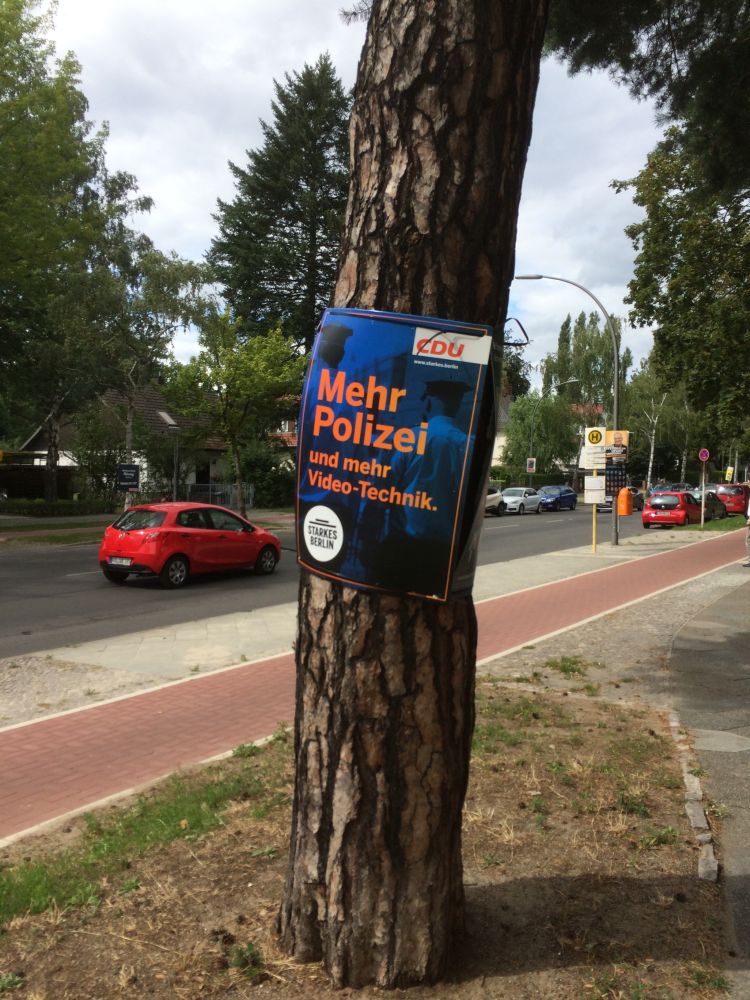 CDU
www.starkes.berlin
Mehr
Polizei
und mehr
Video-Technik.
STARKES
BERLIN
H